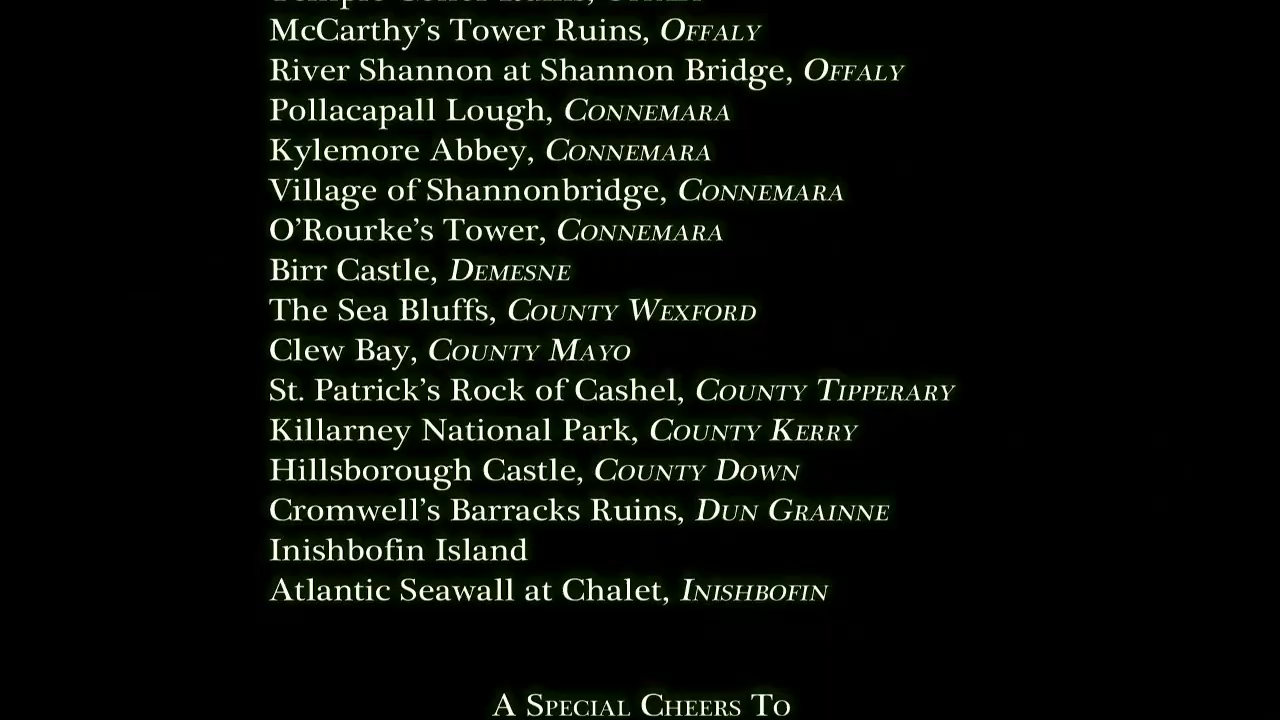 McCarthy's Tower Ruins, Offaly
River Shannon at Shannon Bridge, Offaly
Pollacapall Lough, Connemara
Kylemore Abbey, Connemara
Village of Shannonbridge, Connemara
O'Rourke's Tower, Connemara
Birr Castle, Demesne
The Sea Bluffs, County Wexford
Clew Bay, County Mayo
St. Patrick's Rock of Cashel, County Tipperary
Killarney National Park, County Kerry
Hillsborough Castle, County Down
Cromwell's Barracks Ruins, Dun Grainne
Inishbofin Island
Atlantic Seawall at Chalet, Inishbofin
A Special Cheers To